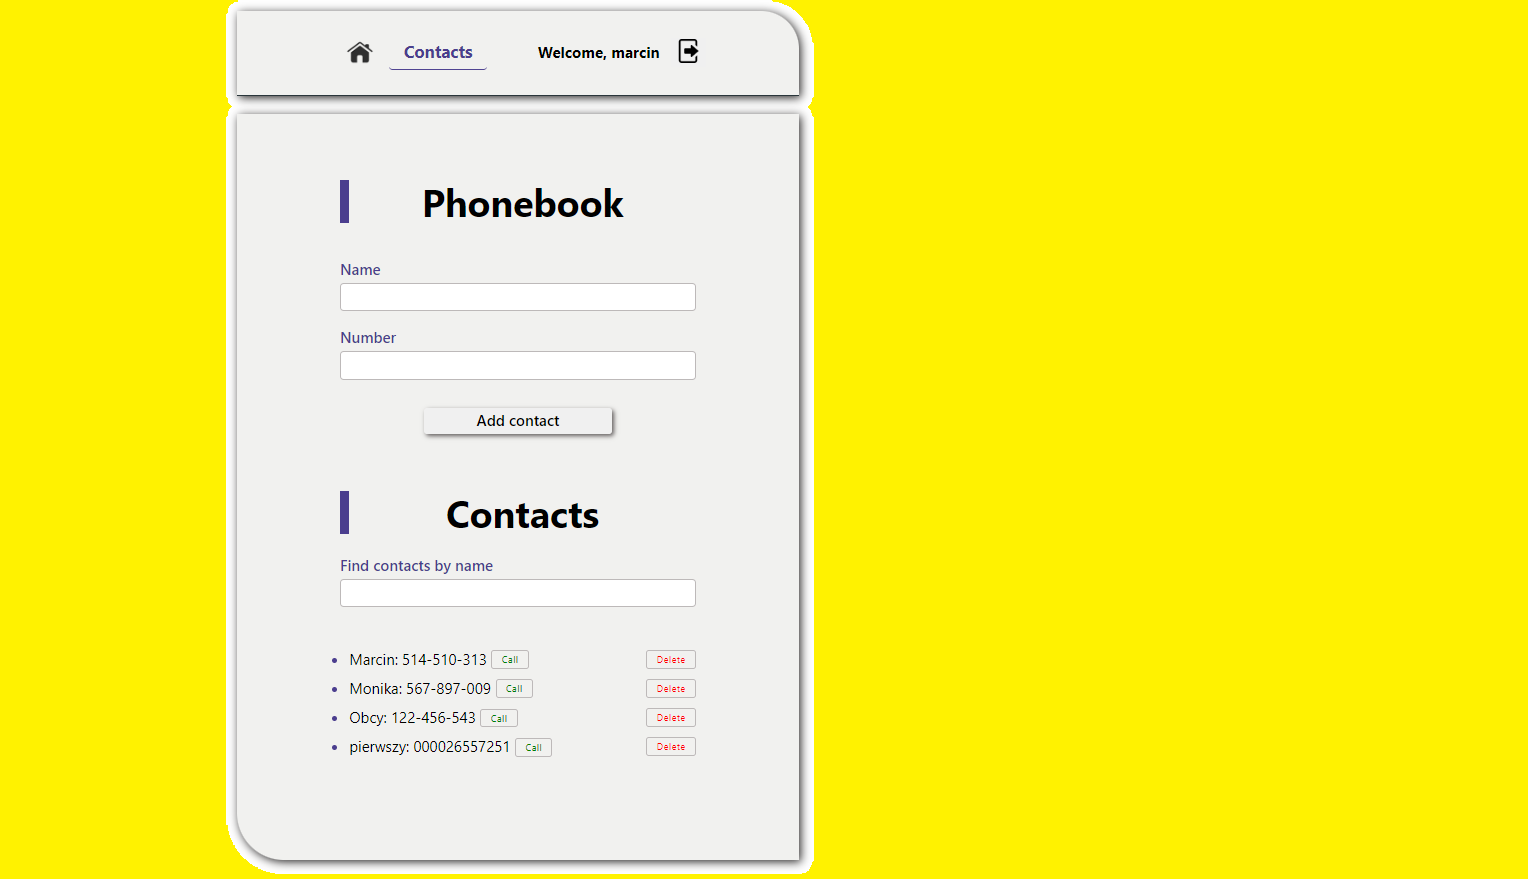 Contacts Welcome, marcin
Phonebook
Name
Number
Add contact
Contacts
Find contacts by name
Marcin: 514-510-313 Call Delete
Monika: 567-897-009 Call Delete
Obcy: 122-456-543 Call Delete
pierwszy: 000026557251 Call Delete